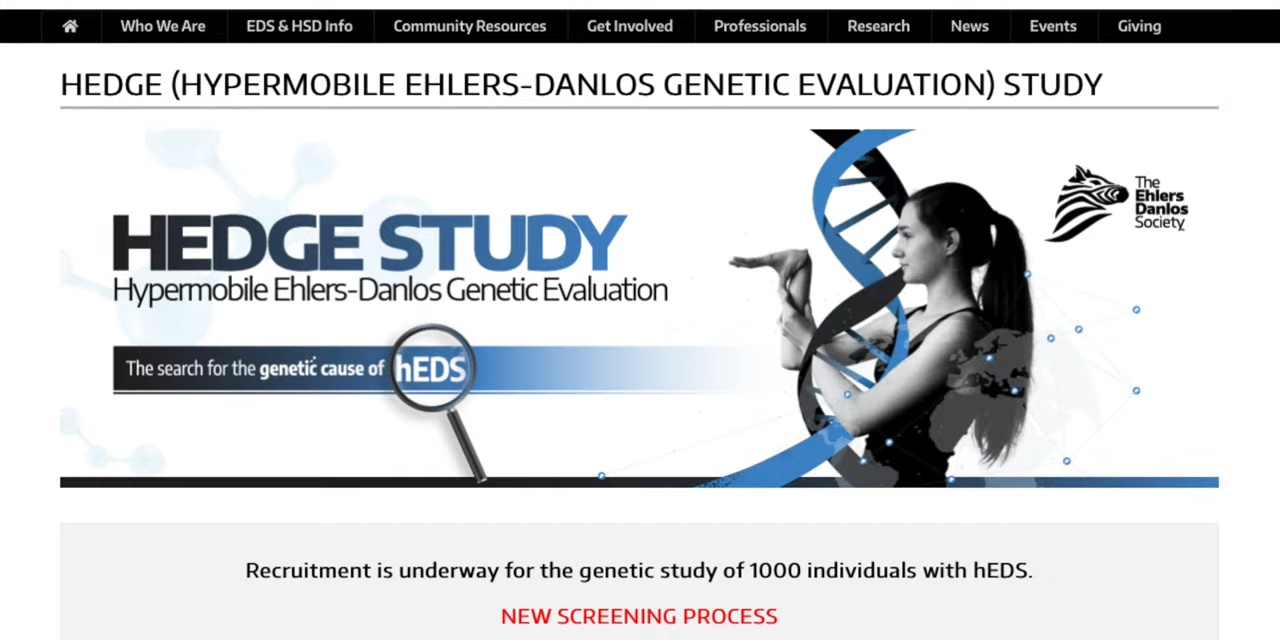 Who We Are
EDS & HSD Info
Community Resources
Get Involved
Professionals
Research
News
Events
Giving
HEDGE (HYPERMOBILE EHLERS-DANLOS GENETIC EVALUATION) STUDY
HEDGE STUDY
Hypermobile Ehlers-Danlos Genetic Evaluation
The search for the genetic cause of hEDS
The
Ehlers
Danlos
Society
Recruitment is underway for the genetic study of 1000 individuals with hEDS.
NEW SCREENING PROCESS